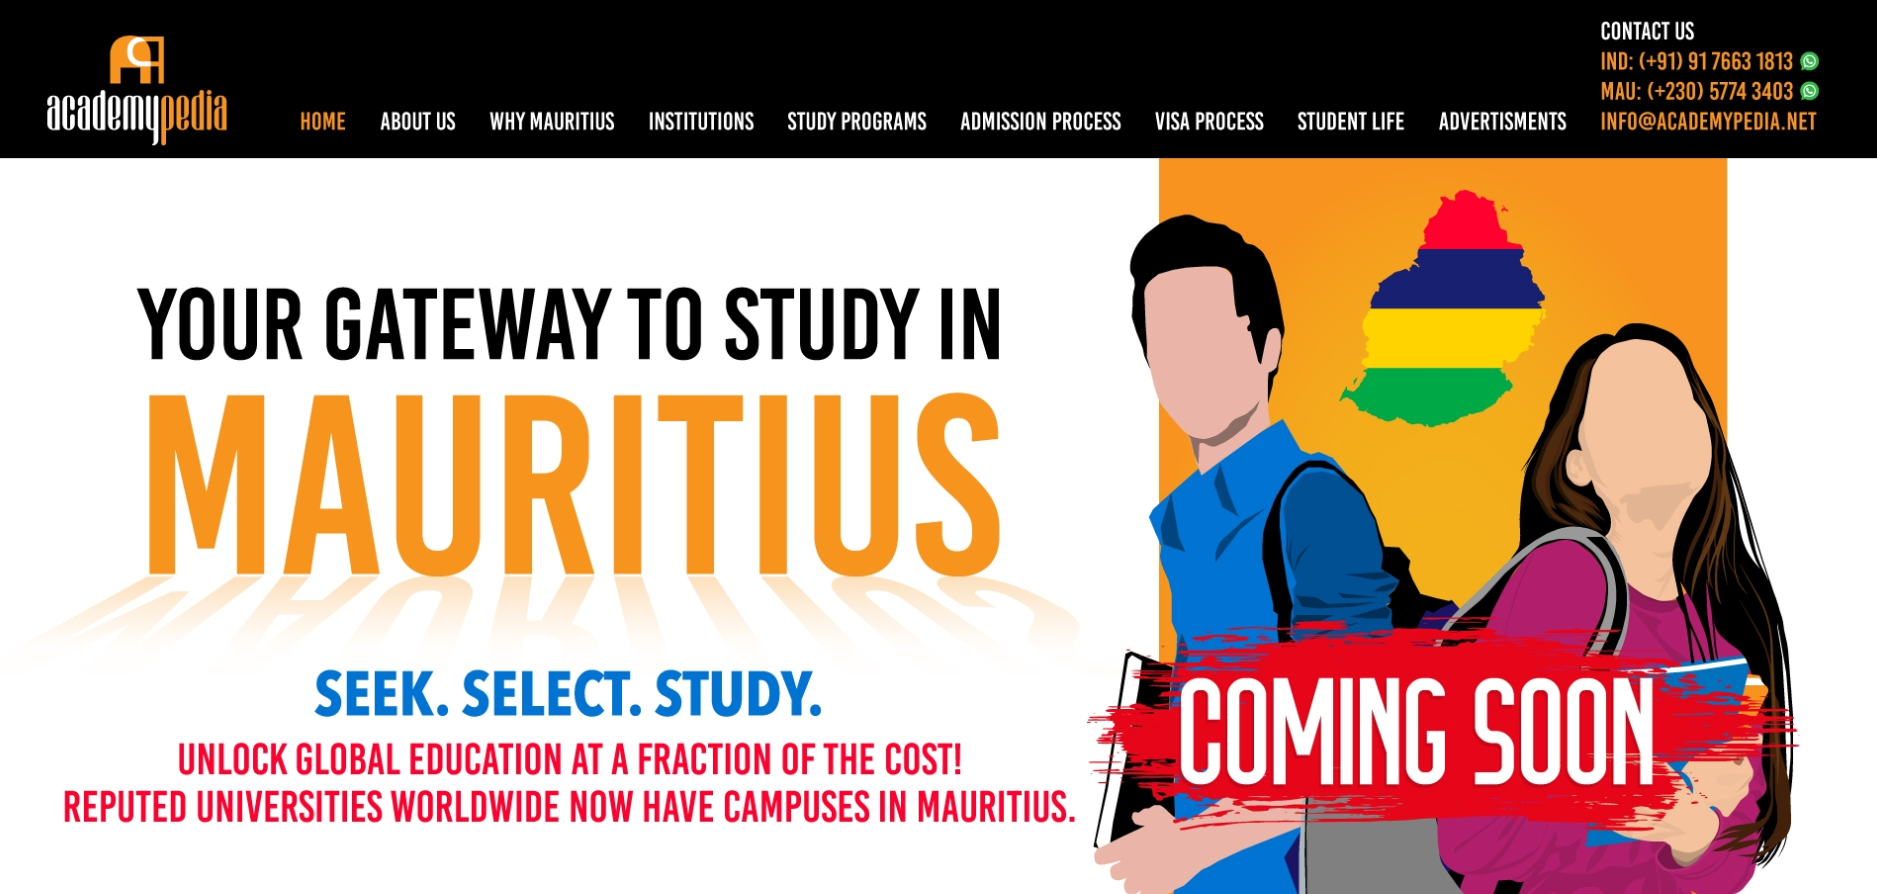 academypedia
HOME
ABOUT US
WHY MAURITIUS
INSTITUTIONS
STUDY PROGRAMS
ADMISSION PROCESS
VISA PROCESS
STUDENT LIFE
ADVERTISMENTS
CONTACT US
IND: (+91) 91 7663 1813
MAU: (+230) 5774 3403
INFO@ACADEMYPEDIA.NET
YOUR GATEWAY TO STUDY IN
MAURITIUS
SEEK. SELECT. STUDY.
UNLOCK GLOBAL EDUCATION AT A FRACTION OF THE COST!
REPUTED UNIVERSITIES WORLDWIDE NOW HAVE CAMPUSES IN MAURITIUS.
COMING SOON